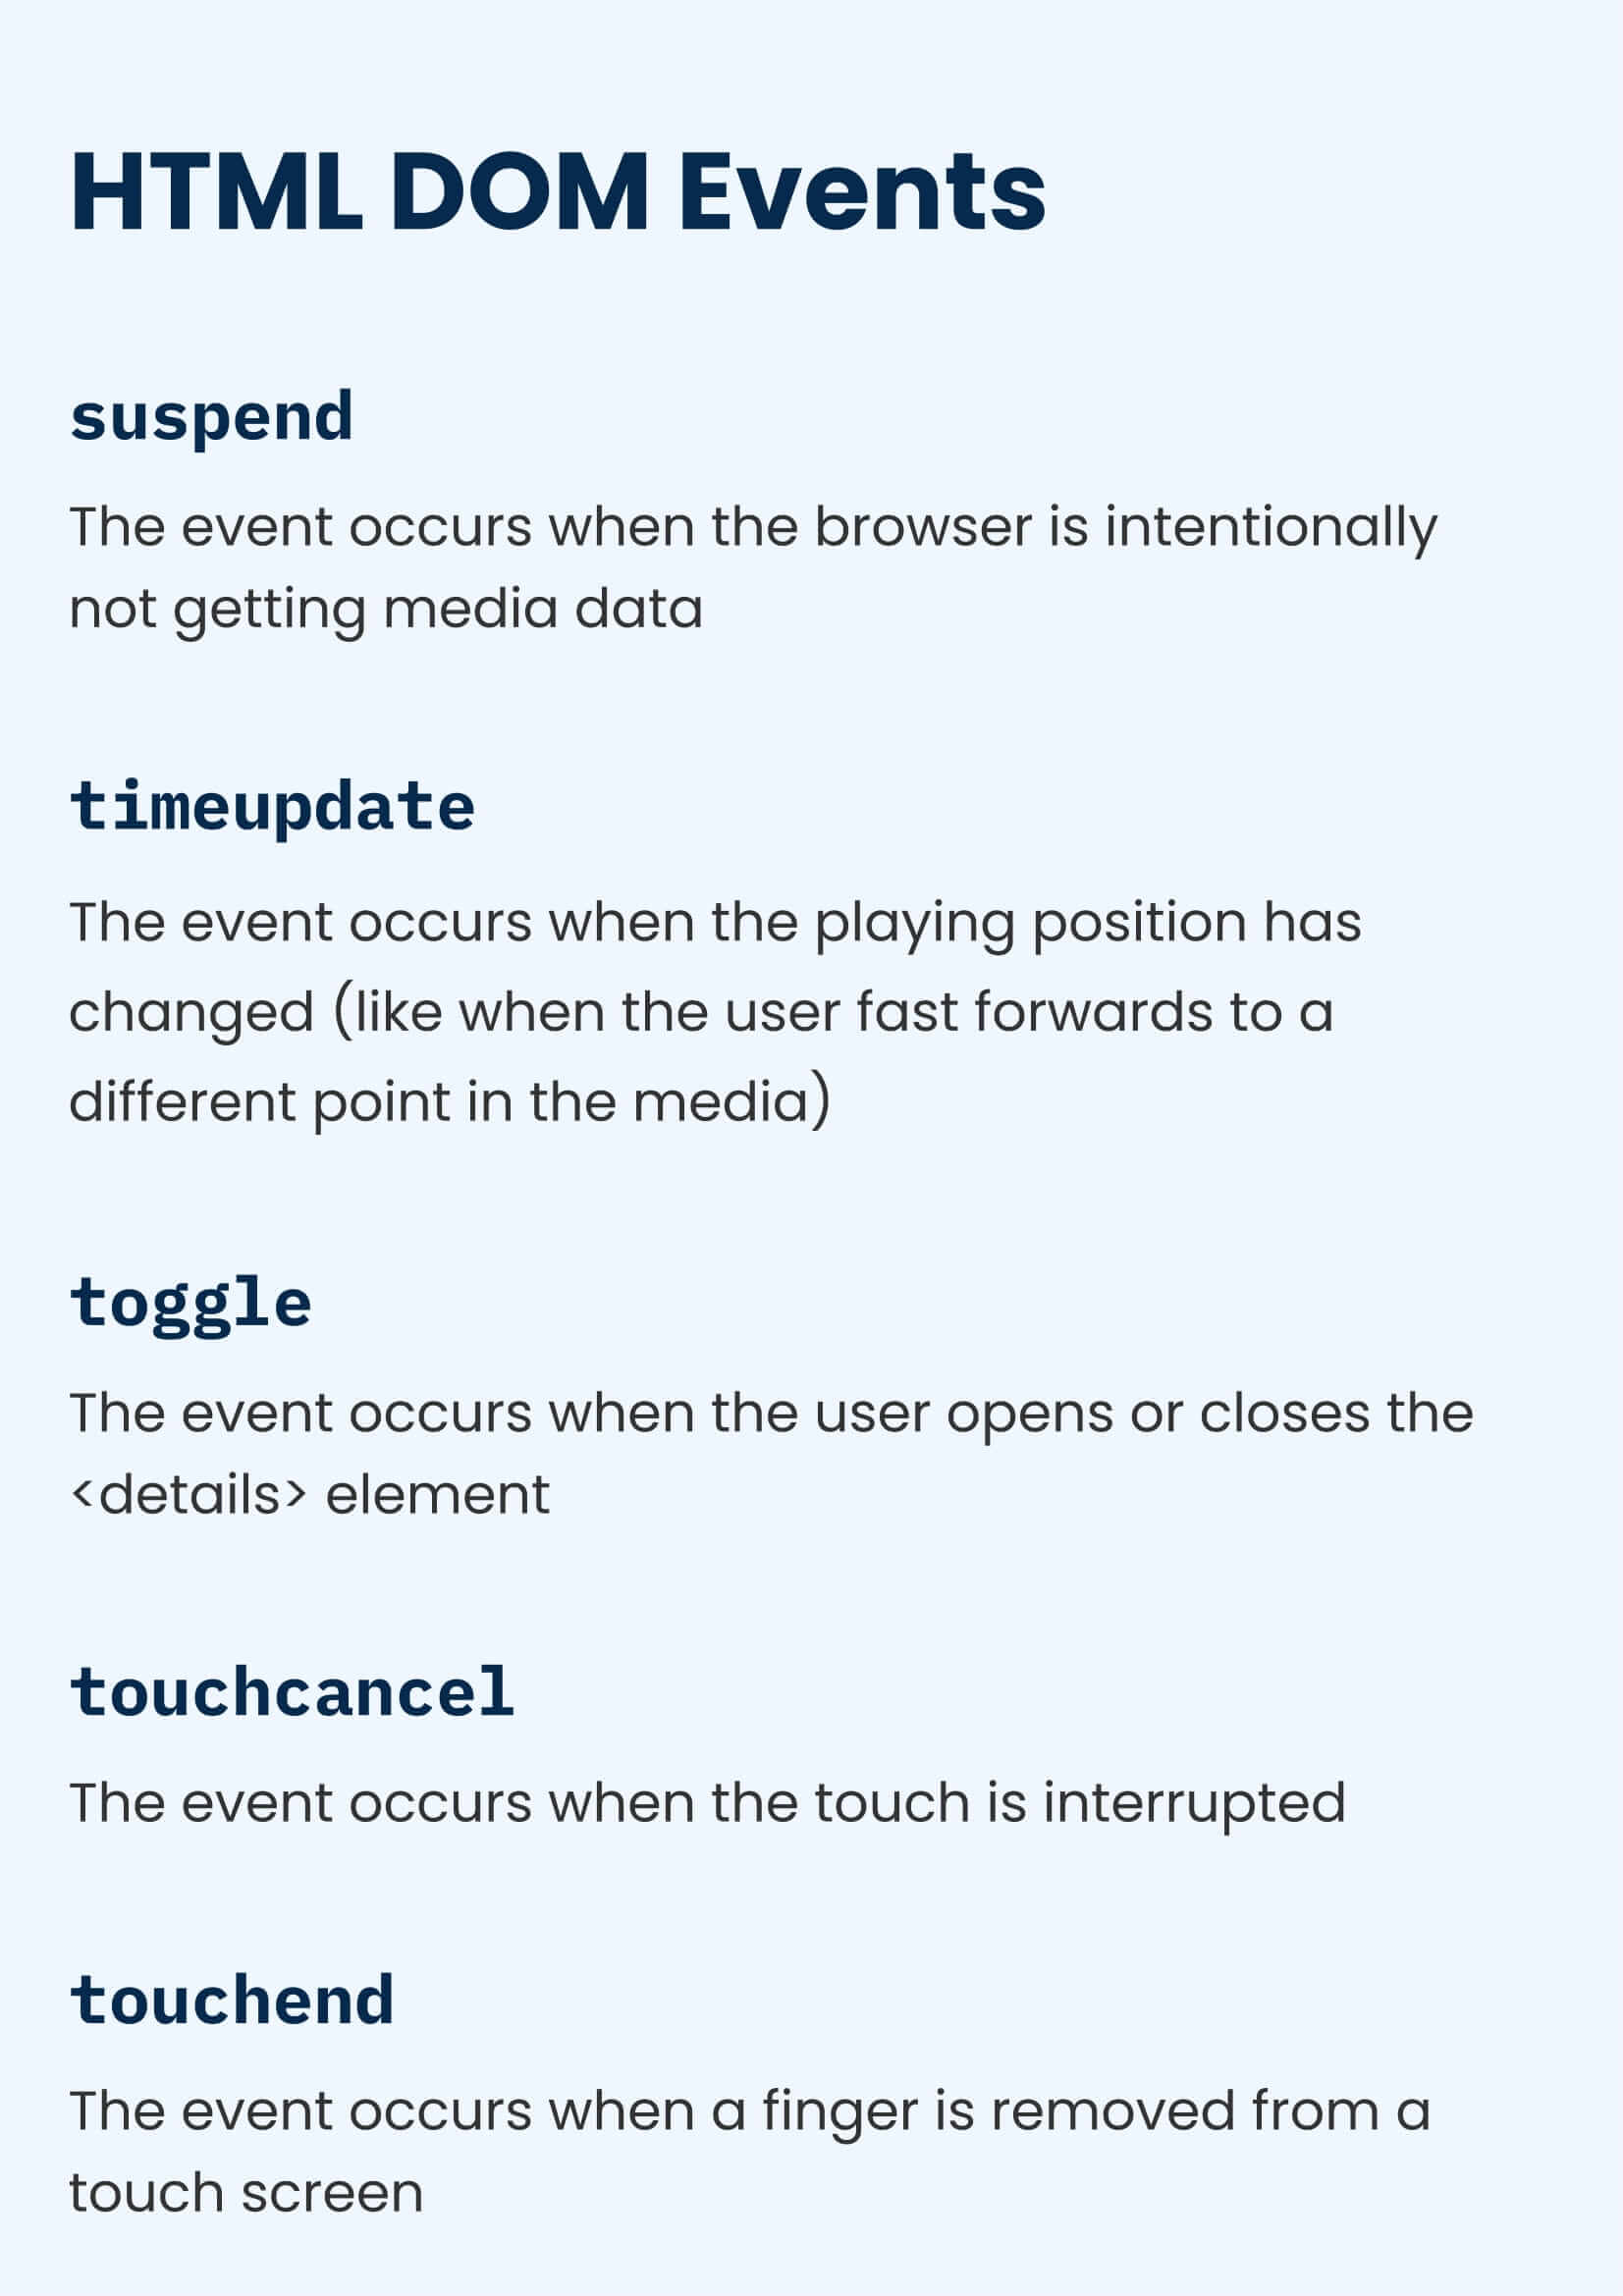 HTML DOM Events
suspend
The event occurs when the browser is intentionally
not getting media data
timeupdate
The event occurs when the playing position has
changed (like when the user fast forwards to a
different point in the media)
toggle
The event occurs when the user opens or closes the
<details> element
touchcancel
The event occurs when the touch is interrupted
touchend
The event occurs when a finger is removed from a
touch screen